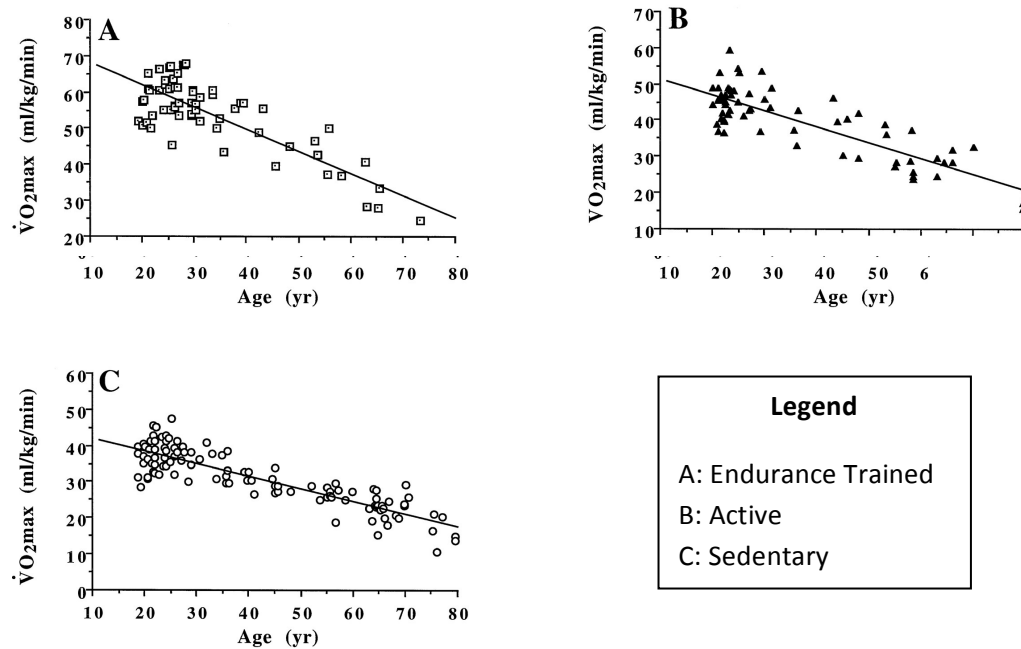 A
V̇O2max (ml/kg/min)
80
70
60
50
40
30
20
10 20 30 40 50 60 70 80
Age (yr)
B
VO2max (ml/kg/min)
70
60
50
40
30
20
10
10 20 30 40 50 6
Age (yr)
C
V̇O2max (ml/kg/min)
60
50
40
30
20
10
0
10 20 30 40 50 60 70 80
Age (yr)
Legend
A: Endurance Trained
B: Active
C: Sedentary